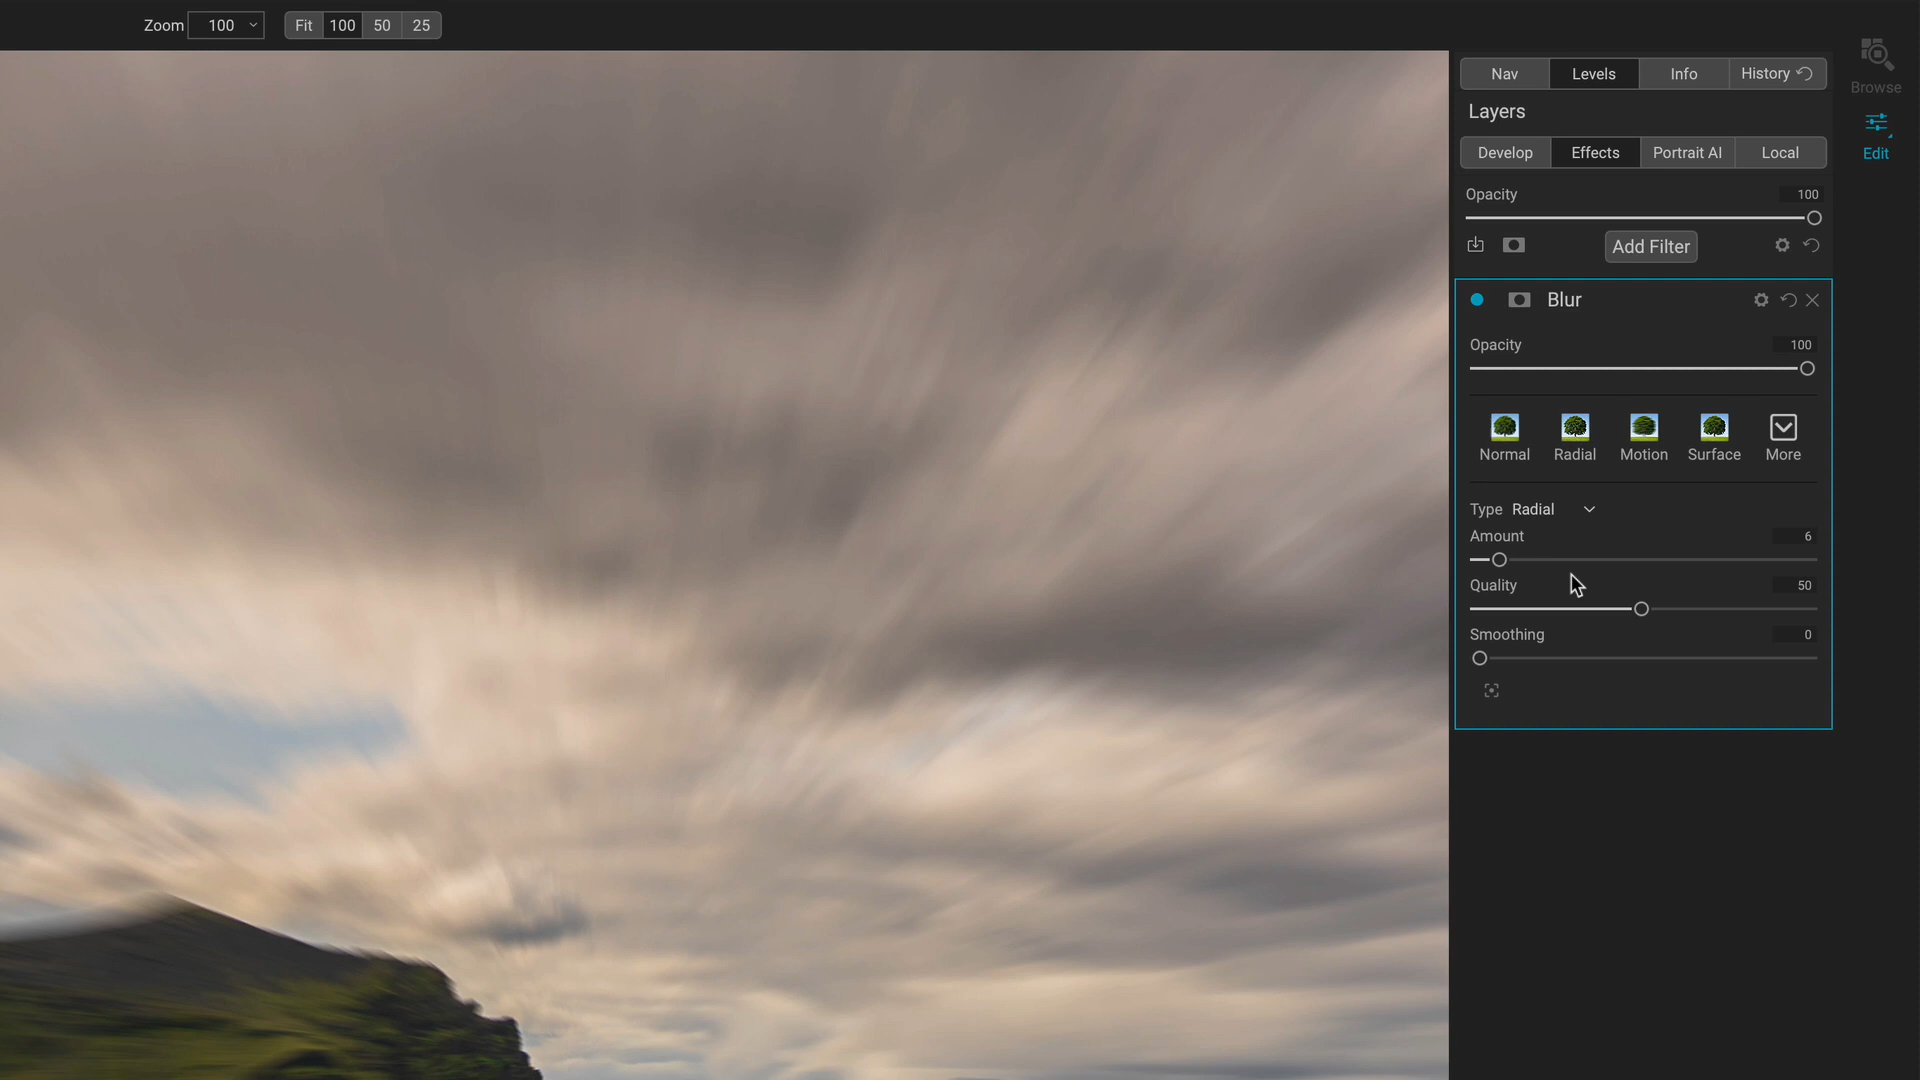 Zoom 100 Fit 100 50 25
Browse
Edit
Nav Levels Info History
Layers
Develop Effects Portrait AI Local
Opacity 100
Add Filter
Blur
Opacity 100
Normal Radial Motion Surface More
Type Radial
Amount 6
Quality 50
Smoothing 0